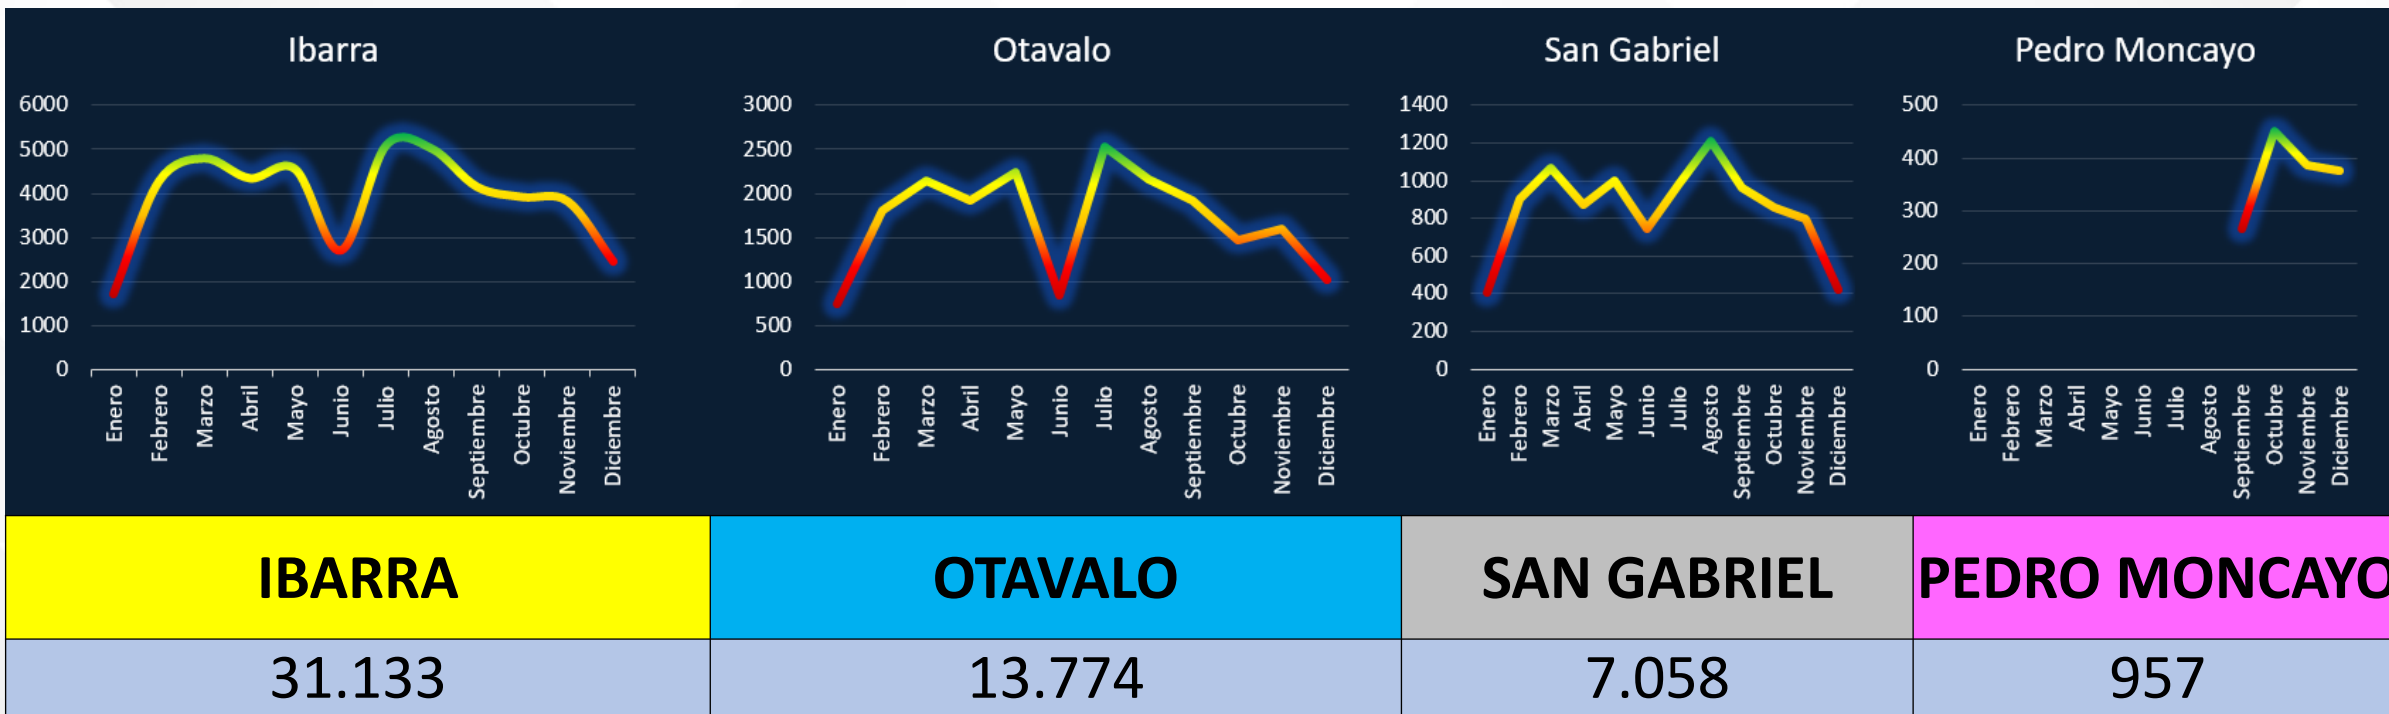 Ibarra
6000
5000
4000
3000
2000
1000
0
Enero
Febrero
Marzo
Abril
Mayo
Junio
Julio
Agosto
Septiembre
Octubre
Noviembre
Diciembre
Otavalo
3000
2500
2000
1500
1000
500
0
Enero
Febrero
Marzo
Abril
Mayo
Junio
Julio
Agosto
Septiembre
Octubre
Noviembre
Diciembre
San Gabriel
1400
1200
1000
800
600
400
200
0
Enero
Febrero
Marzo
Abril
Mayo
Junio
Julio
Agosto
Septiembre
Octubre
Noviembre
Diciembre
Pedro Moncayo
500
400
300
200
100
0
Enero
Febrero
Marzo
Abril
Mayo
Junio
Julio
Agosto
Septiembre
Octubre
Noviembre
Diciembre
IBARRA
OTAVALO
SAN GABRIEL
PEDRO MONCAYO
31.133
13.774
7.058
957